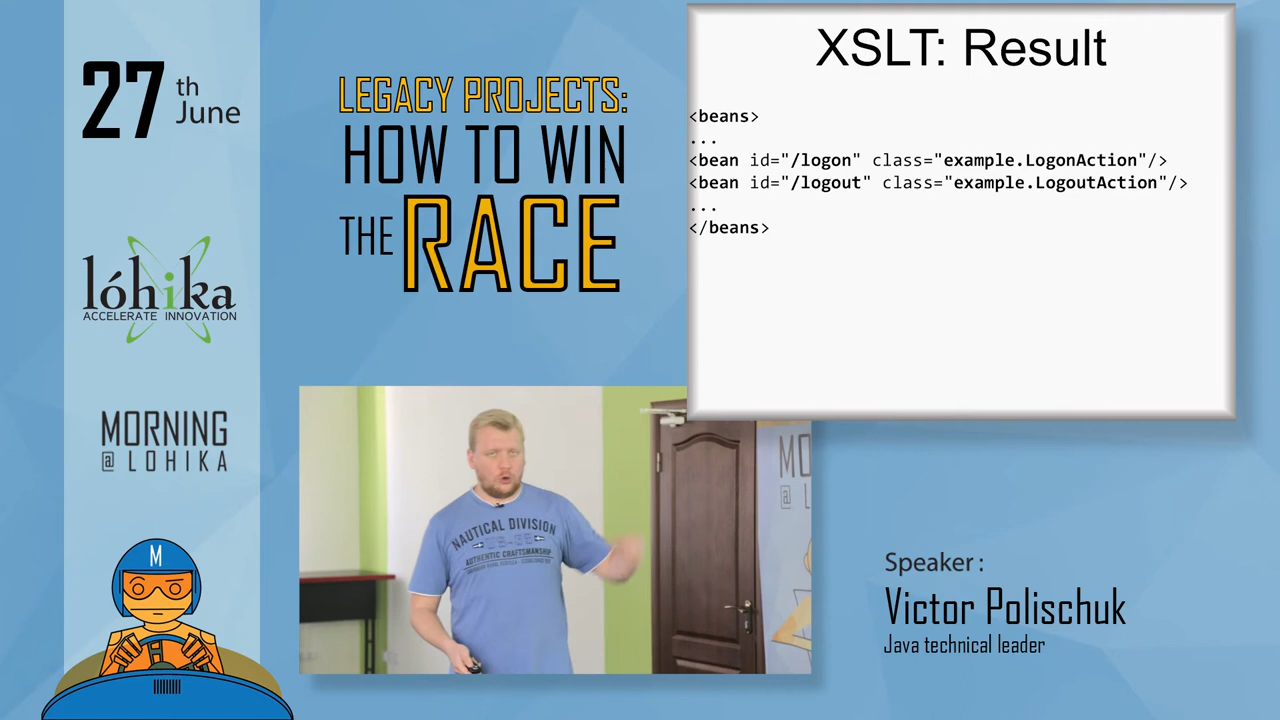 27
th
June
lóhika
ACCELERATE INNOVATION
MORNING
@ LOHIKA
M
LEGACY PROJECTS:
HOW TO WIN
THE RACE
XSLT: Result
<beans>
...
<bean id="/logon" class="example.LogonAction"/>
<bean id="/logout" class="example.LogoutAction"/>
...
</beans>
NAUTICAL DIVISION
AUTHENTIC CRAFTSMANSHIP
MO
@ L
Speaker :
Victor Polischuk
Java technical leader